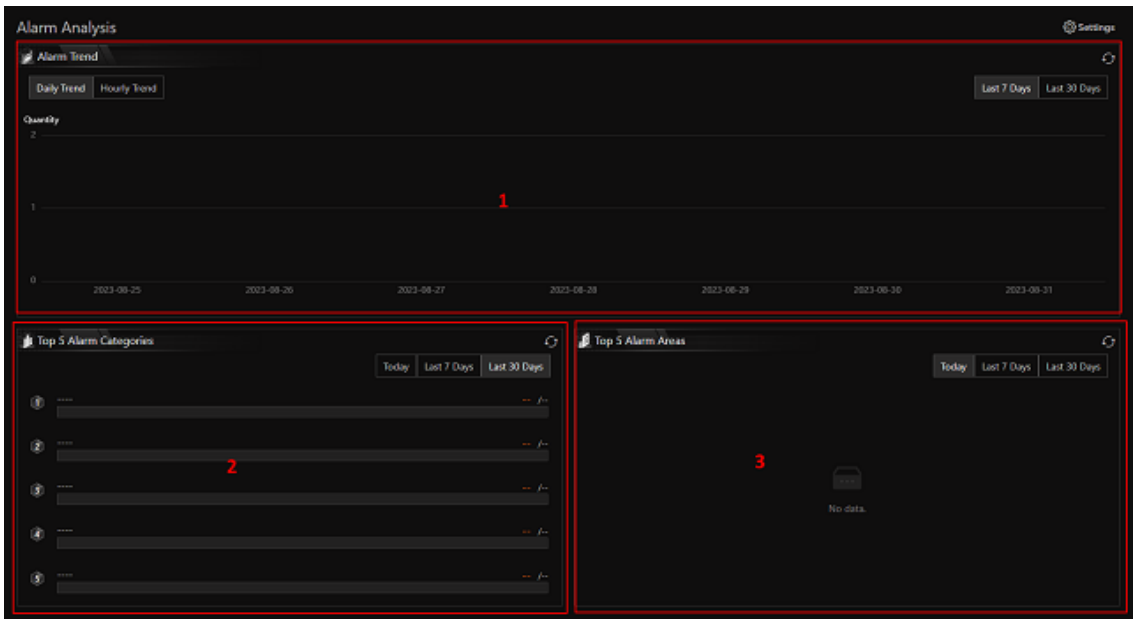 Alarm Analysis
Settings
Alarm Trend
Daily Trend Hourly Trend
Last 7 Days Last 30 Days
Quantity
2
1
1
0
2023-08-25 2023-08-26 2023-08-27 2023-08-28 2023-08-29 2023-08-30 2023-08-31
Top 5 Alarm Categories
Today Last 7 Days Last 30 Days
1 ---- -- /--
2 ---- -- /--
2
3 ---- -- /--
4 ---- -- /--
5 ---- -- /--
Top 5 Alarm Areas
Today Last 7 Days Last 30 Days
3
No data.